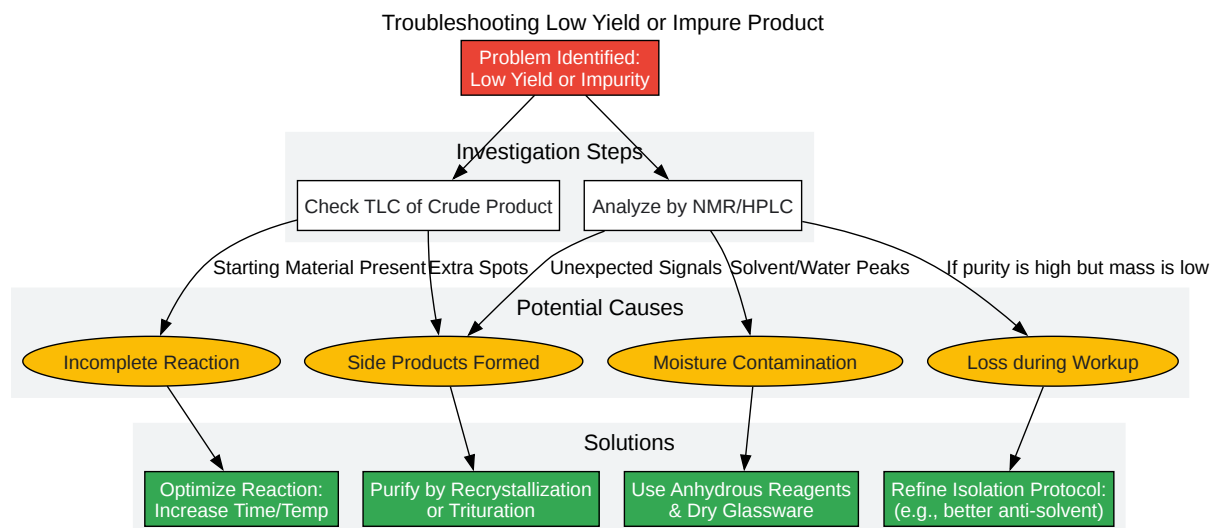 Troubleshooting Low Yield or Impure Product
Problem Identified:
Low Yield or Impurity
Investigation Steps
Check TLC of Crude Product
Analyze by NMR/HPLC
Starting Material Present
Extra Spots
Unexpected Signals
Solvent/Water Peaks
If purity is high but mass is low
Potential Causes
Incomplete Reaction
Side Products Formed
Moisture Contamination
Loss during Workup
Solutions
Optimize Reaction:
Increase Time/Temp
Purify by Recrystallization
or Trituration
Use Anhydrous Reagents
& Dry Glassware
Refine Isolation Protocol:
(e.g., better anti-solvent)